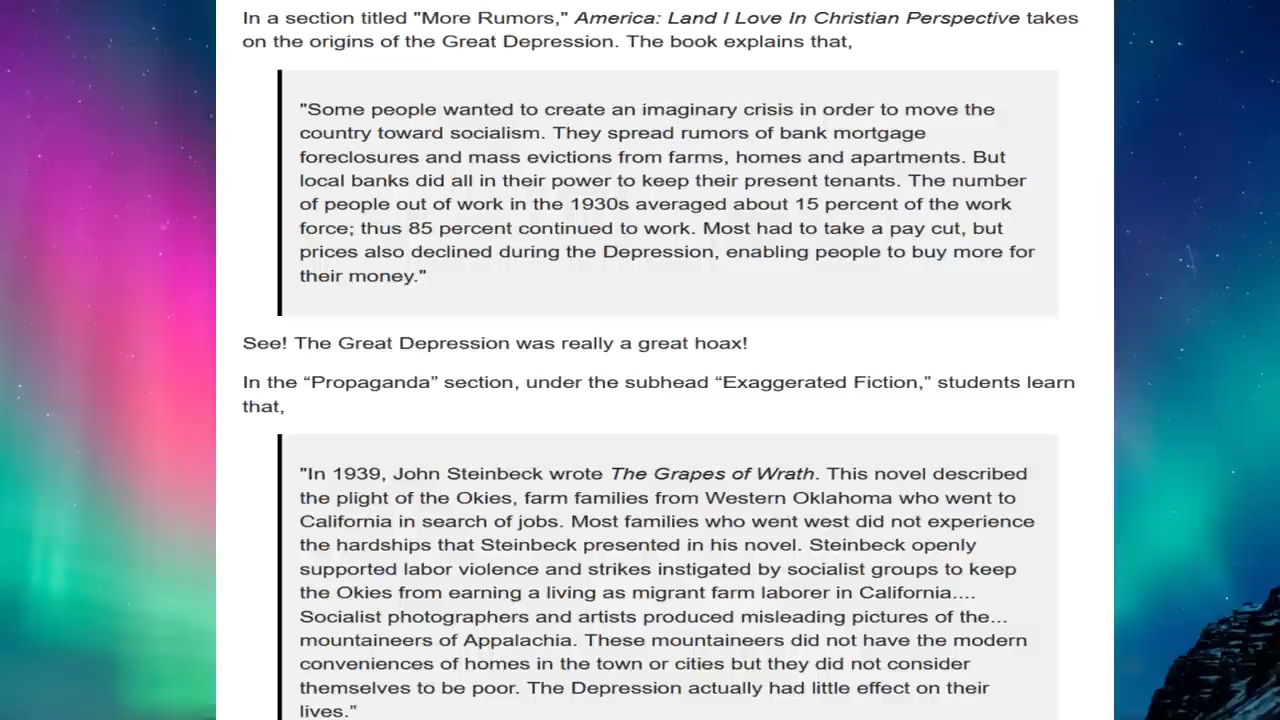 In a section titled "More Rumors," America: Land I Love In Christian Perspective takes
on the origins of the Great Depression. The book explains that,
"Some people wanted to create an imaginary crisis in order to move the
country toward socialism. They spread rumors of bank mortgage
foreclosures and mass evictions from farms, homes and apartments. But
local banks did all in their power to keep their present tenants. The number
of people out of work in the 1930s averaged about 15 percent of the work
force; thus 85 percent continued to work. Most had to take a pay cut, but
prices also declined during the Depression, enabling people to buy more for
their money."
See! The Great Depression was really a great hoax!
In the “Propaganda” section, under the subhead “Exaggerated Fiction,” students learn
that,
"In 1939, John Steinbeck wrote The Grapes of Wrath. This novel described
the plight of the Okies, farm families from Western Oklahoma who went to
California in search of jobs. Most families who went west did not experience
the hardships that Steinbeck presented in his novel. Steinbeck openly
supported labor violence and strikes instigated by socialist groups to keep
the Okies from earning a living as migrant farm laborer in California....
Socialist photographers and artists produced misleading pictures of the...
mountaineers of Appalachia. These mountaineers did not have the modern
conveniences of homes in the town or cities but they did not consider
themselves to be poor. The Depression actually had little effect on their
lives.”